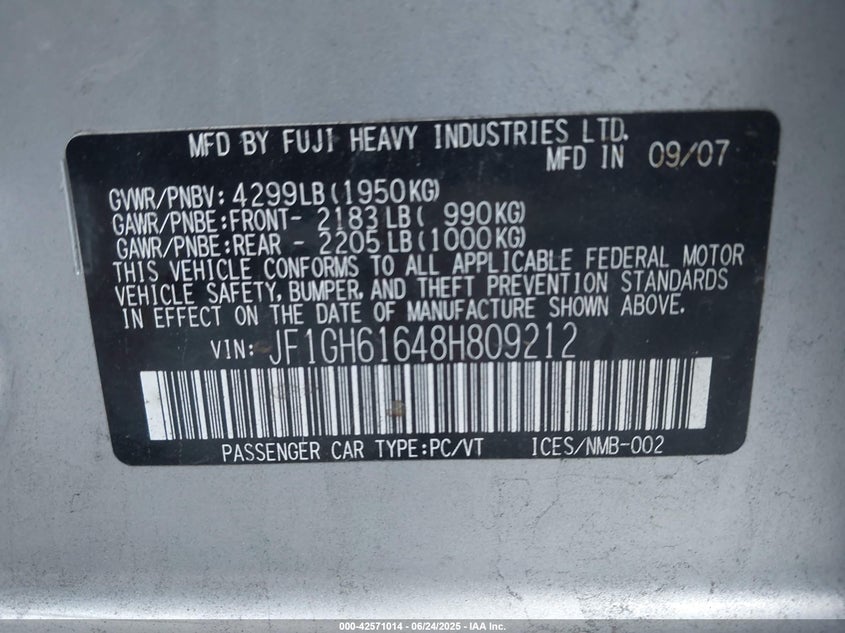 MFD BY FUJI HEAVY INDUSTRIES LTD.
MFD IN 09/07
GVWR/PNBV: 4299LB(1950KG)
GAWR/PNBE:FRONT- 2183LB( 990KG)
GAWR/PNBE:REAR - 2205LB(1000KG)
THIS VEHICLE CONFORMS TO ALL APPLICABLE FEDERAL MOTOR
VEHICLE SAFETY, BUMPER, AND THEFT PREVENTION STANDARDS
IN EFFECT ON THE DATE OF MANUFACTURE SHOWN ABOVE.
VIN: JF1GH61648H809212
PASSENGER CAR TYPE:PC/VT ICES/NMB-002
000-42571014 - 06/24/2025 - IAA Inc.